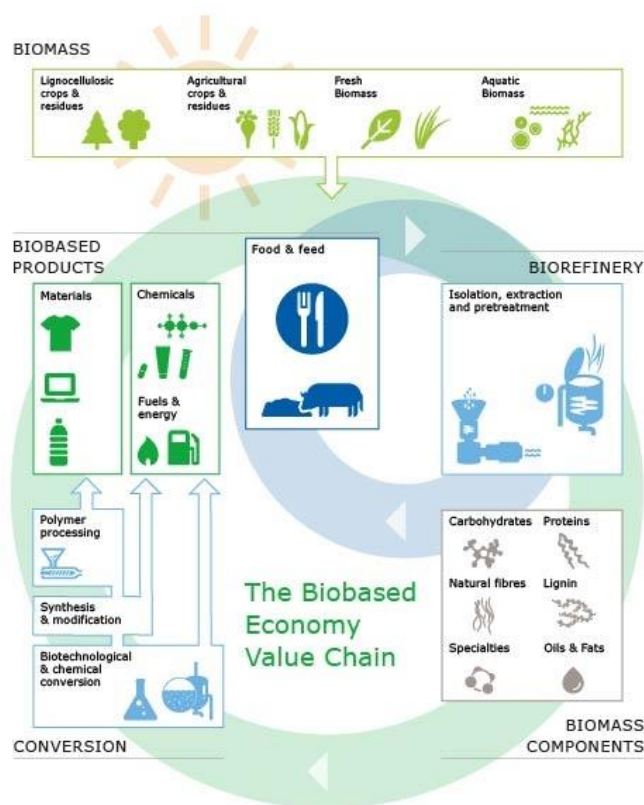 BIOMASS
Lignocellulosic
crops &
residues
Agricultural
crops &
residues
Fresh
Biomass
Aquatic
Biomass
BIOBASED
PRODUCTS
Materials
Chemicals
Fuels &
energy
Food & feed
BIOREFINERY
Isolation, extraction
and pretreatment
Polymer
processing
Synthesis
& modification
Biotechnological
& chemical
conversion
CONVERSION
The Biobased
Economy
Value Chain
Carbohydrates
Proteins
Natural fibres
Lignin
Specialties
Oils & Fats
BIOMASS
COMPONENTS